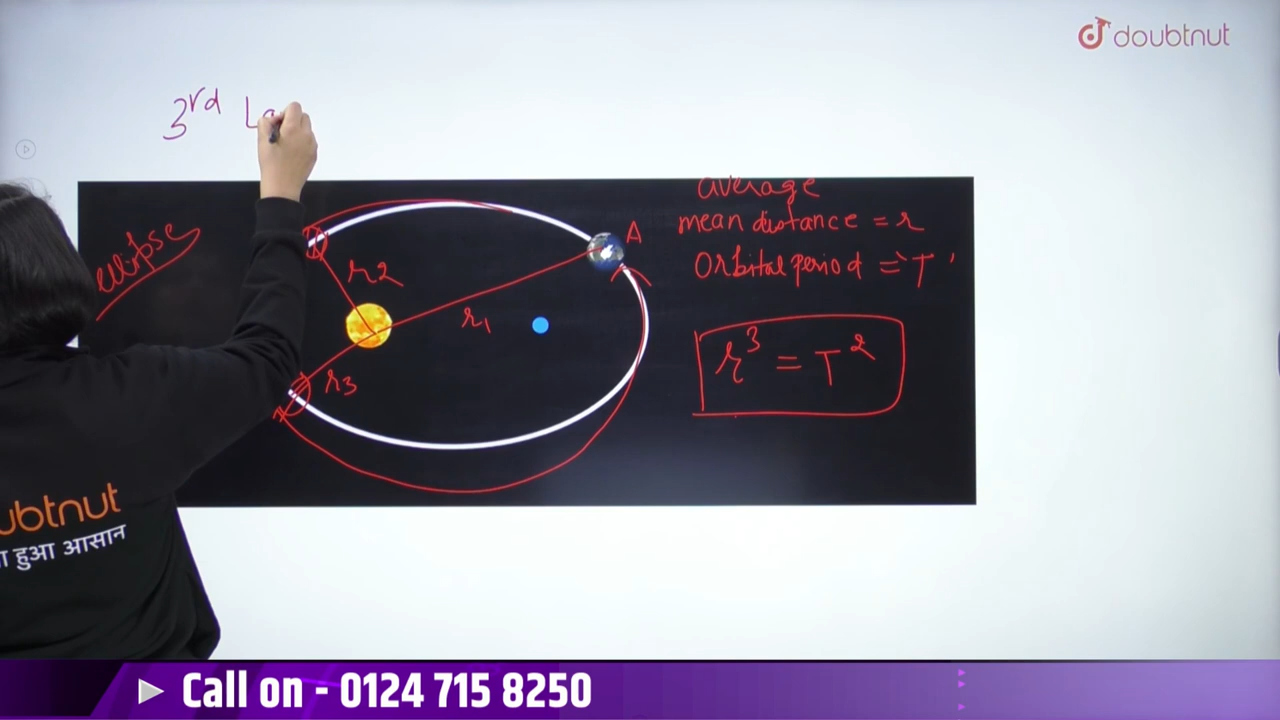 doubtnut
3rd La
average
mean distance = r
Orbital period = T
ellipse
A
r2
r1
r3
r³ = T²
ubtnut
हुआ आसान
Call on - 0124 715 8250